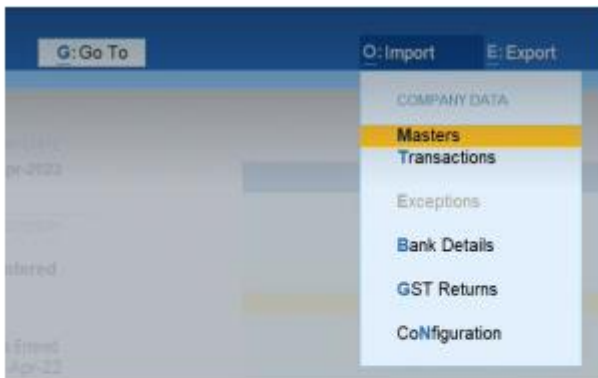 G: Go To
O: Import
E: Export
COMPANY DATA
Masters
Transactions
Exceptions
Bank Details
GST Returns
CoNfiguration